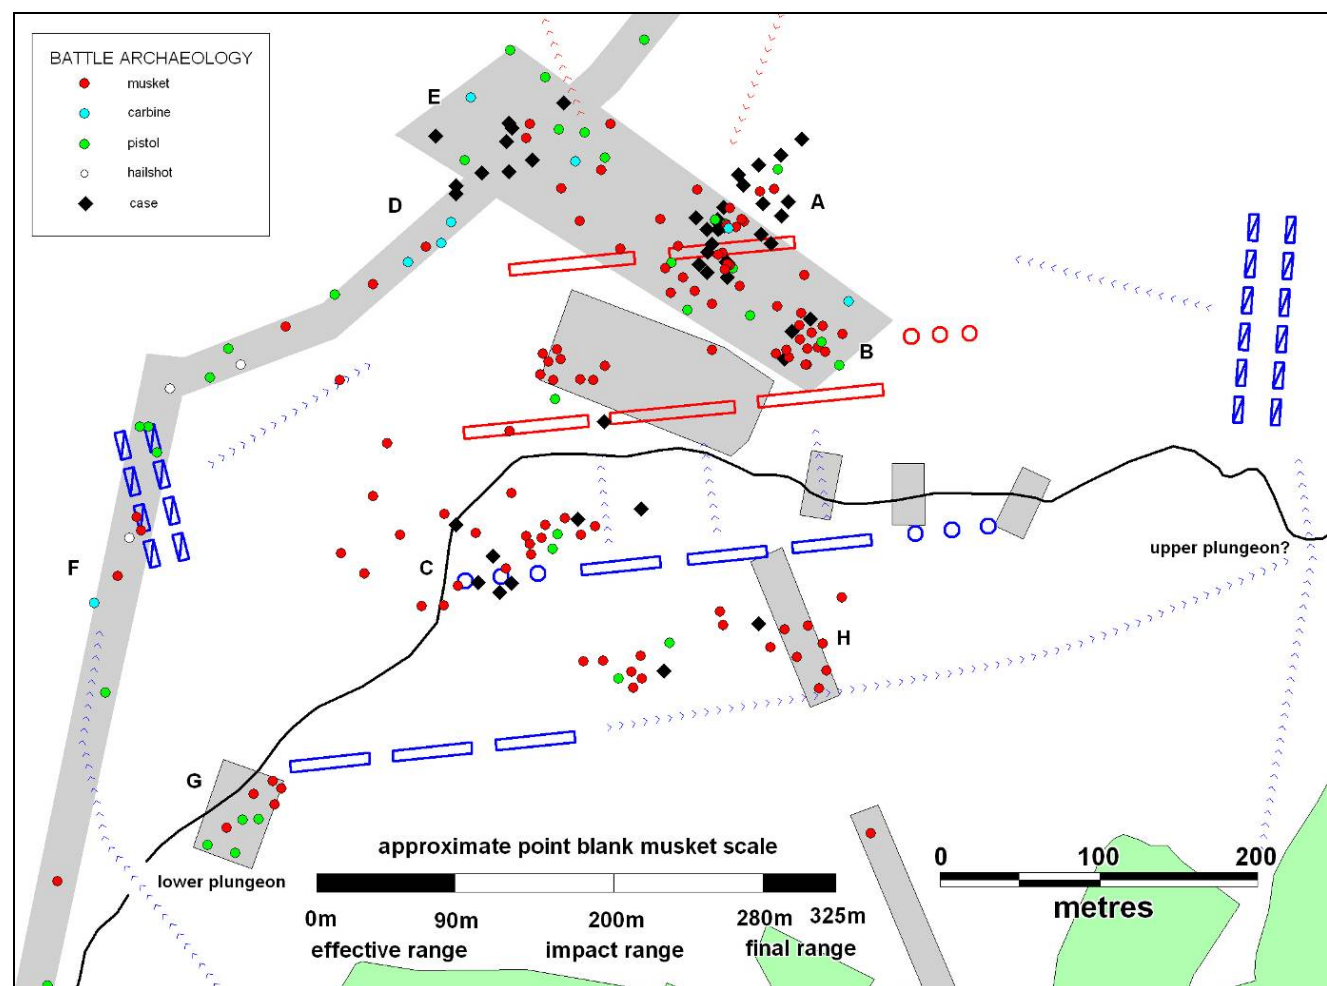 BATTLE ARCHAEOLOGY
musket
carbine
pistol
hailshot
case
E
A
D
B
F
C
upper plungeon?
H
G
lower plungeon
approximate point blank musket scale
0m 90m 200m 280m 325m
effective range impact range final range
0 100 200
metres